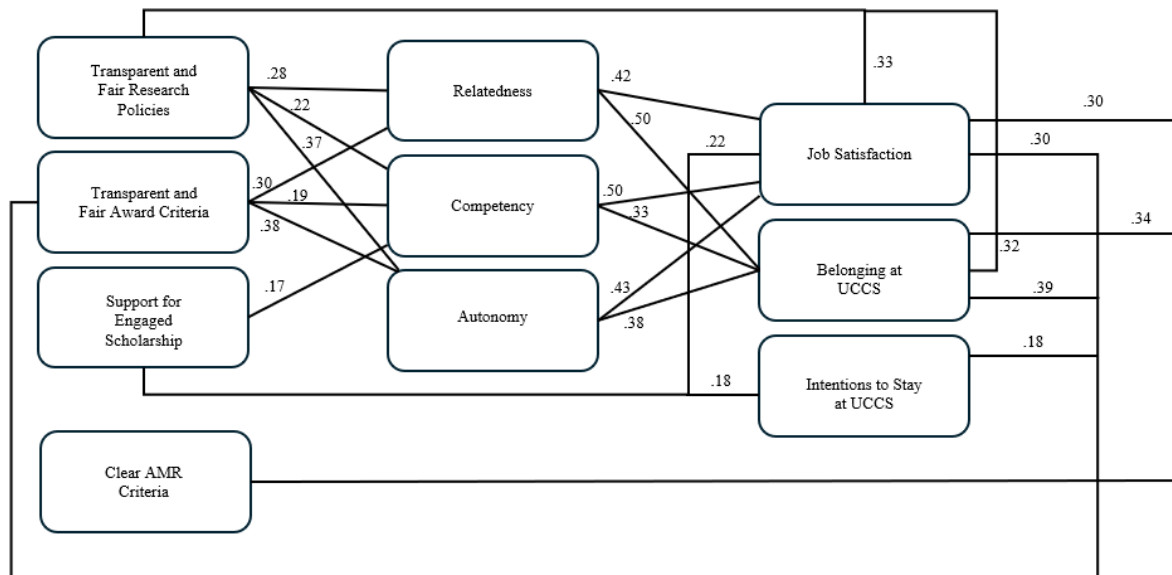 Transparent and
Fair Research
Policies
Transparent and
Fair Award Criteria
Support for
Engaged
Scholarship
Clear AMR
Criteria
.28
.22
.37
.30
.19
.38
.17
Relatedness
Competency
Autonomy
.42
.50
.50
.33
.43
.38
.22
.18
.33
Job Satisfaction
Belonging at
UCCS
Intentions to Stay
at UCCS
.30
.30
.34
.32
.39
.18